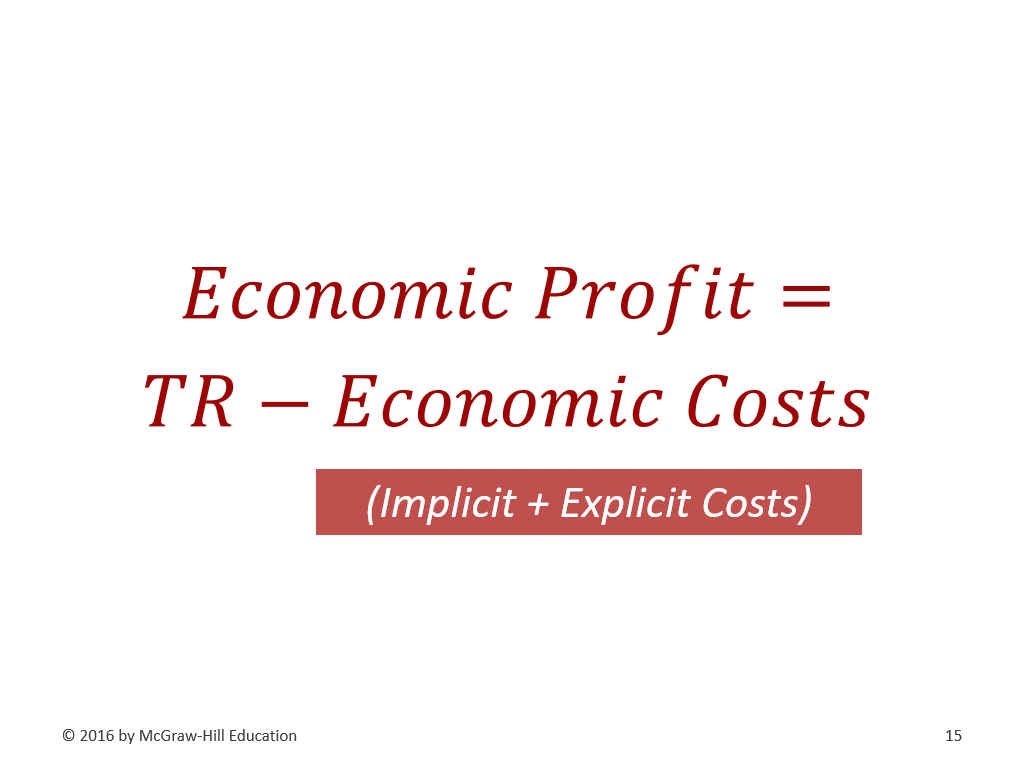 Economic Profit =
TR − Economic Costs
(Implicit + Explicit Costs)
© 2016 by McGraw-Hill Education
15